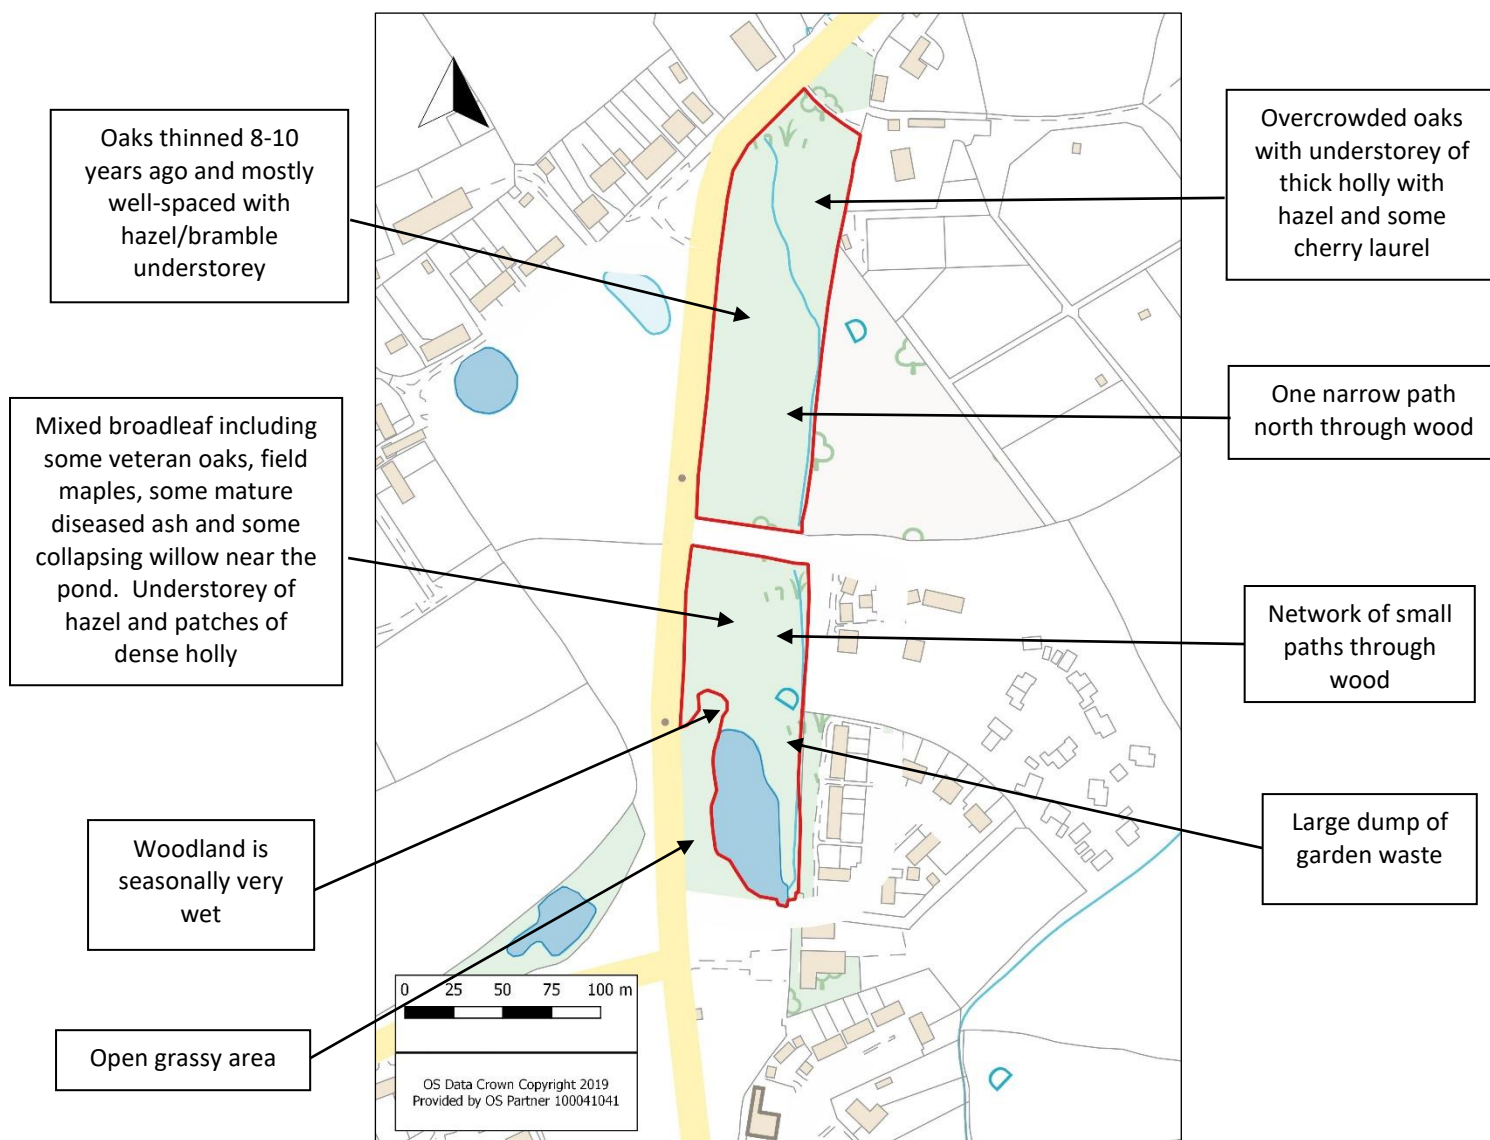 Oaks thinned 8-10
years ago and mostly
well-spaced with
hazel/bramble
understorey
Overcrowded oaks
with understorey of
thick holly with
hazel and some
cherry laurel
One narrow path
north through wood
Mixed broadleaf including
some veteran oaks, field
maples, some mature
diseased ash and some
collapsing willow near the
pond.  Understorey of
hazel and patches of
dense holly
Network of small
paths through
wood
Woodland is
seasonally very
wet
Large dump of
garden waste
Open grassy area
0 25 50 75 100 m
OS Data Crown Copyright 2019
Provided by OS Partner 100041041